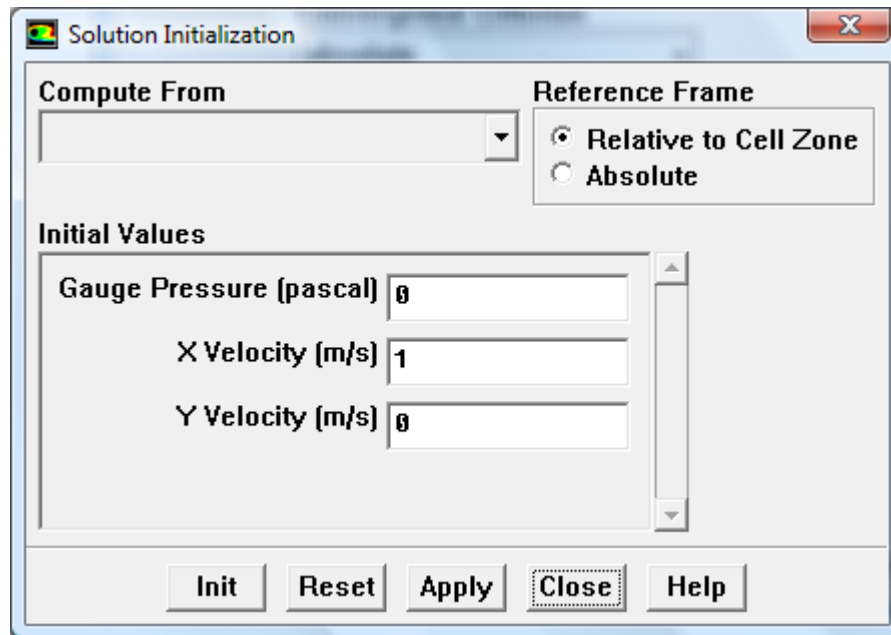 Solution Initialization
Compute From
Reference Frame
Relative to Cell Zone
Absolute
Initial Values
Gauge Pressure (pascal) 0
X Velocity (m/s) 1
Y Velocity (m/s) 0
Init Reset Apply Close Help